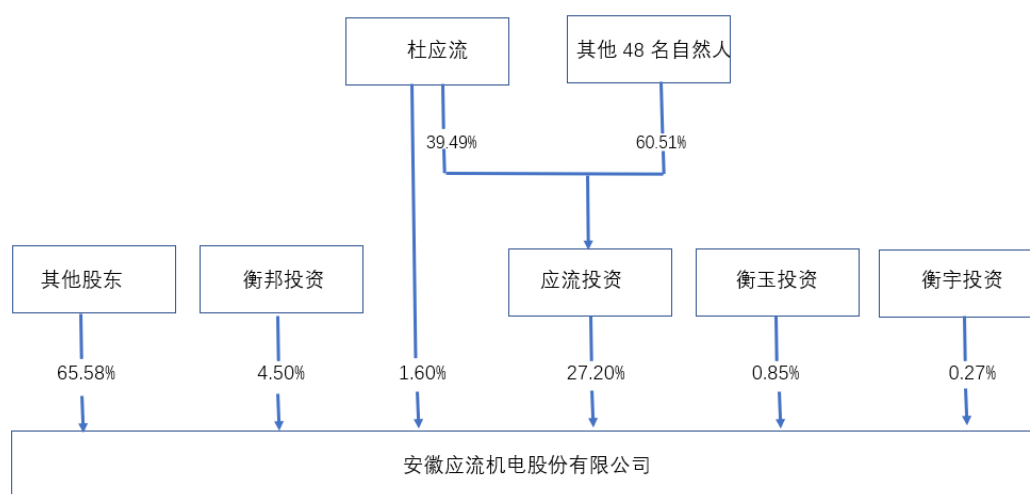 杜应流
其他 48 名自然人
39.49%
60.51%
其他股东
衡邦投资
应流投资
衡玉投资
衡宇投资
65.58%
4.50%
1.60%
27.20%
0.85%
0.27%
安徽应流机电股份有限公司